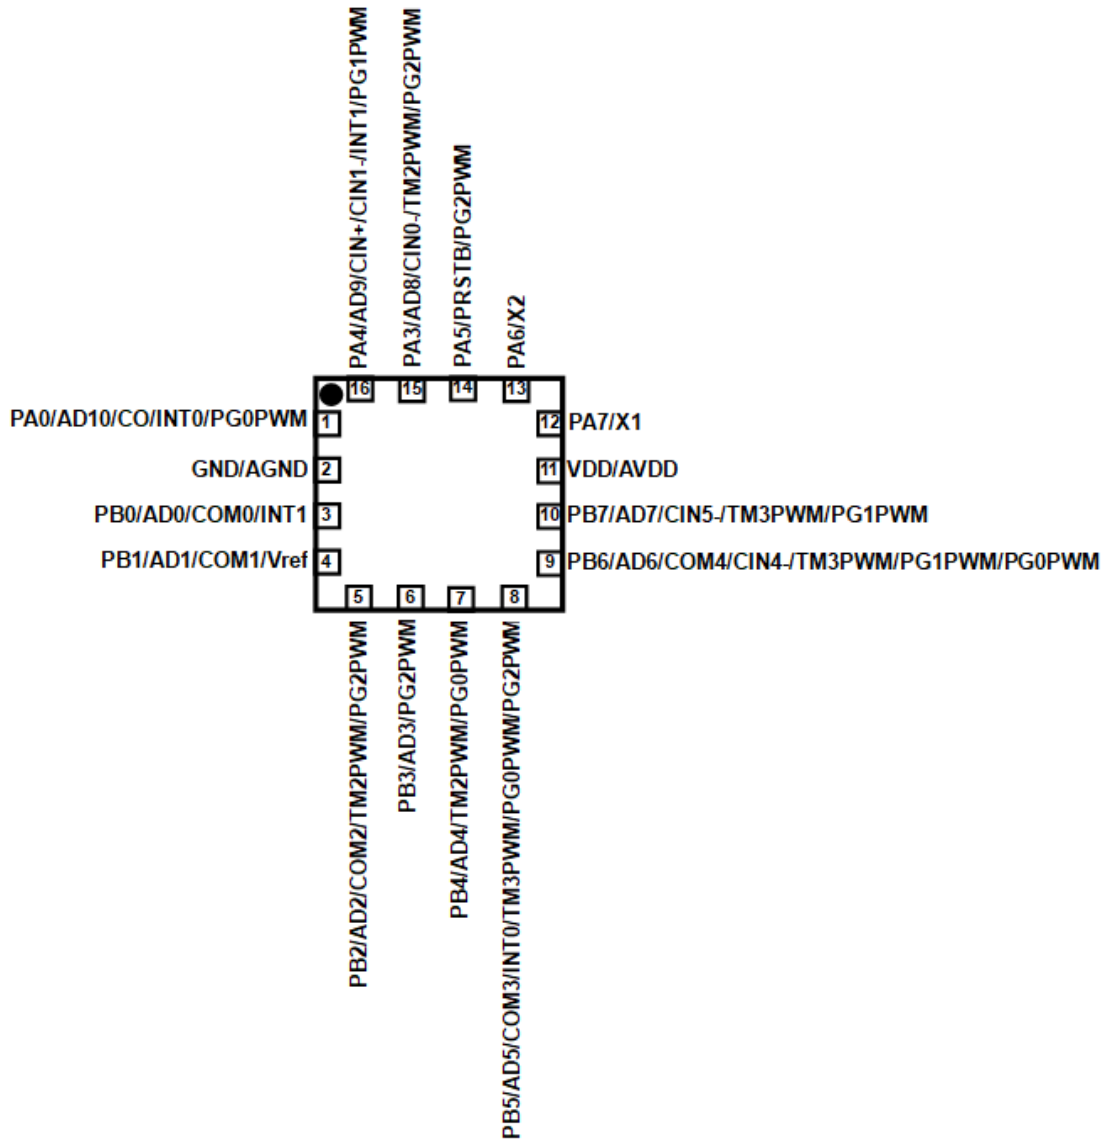 PA4/AD9/CIN+/CIN1-/INT1/PG1PWM
PA3/AD8/CIN0-/TM2PWM/PG2PWM
PA5/PRSTB/PG2PWM
PA6/X2
16 15 14 13
PA0/AD10/CO/INT0/PG0PWM 1
12 PA7/X1
GND/AGND 2
11 VDD/AVDD
PB0/AD0/COM0/INT1 3
10 PB7/AD7/CIN5-/TM3PWM/PG1PWM
PB1/AD1/COM1/Vref 4
9 PB6/AD6/COM4/CIN4-/TM3PWM/PG1PWM/PG0PWM
5 6 7 8
PB2/AD2/COM2/TM2PWM/PG2PWM
PB3/AD3/PG2PWM
PB4/AD4/TM2PWM/PG0PWM
PB5/AD5/COM3/INT0/TM3PWM/PG0PWM/PG2PWM